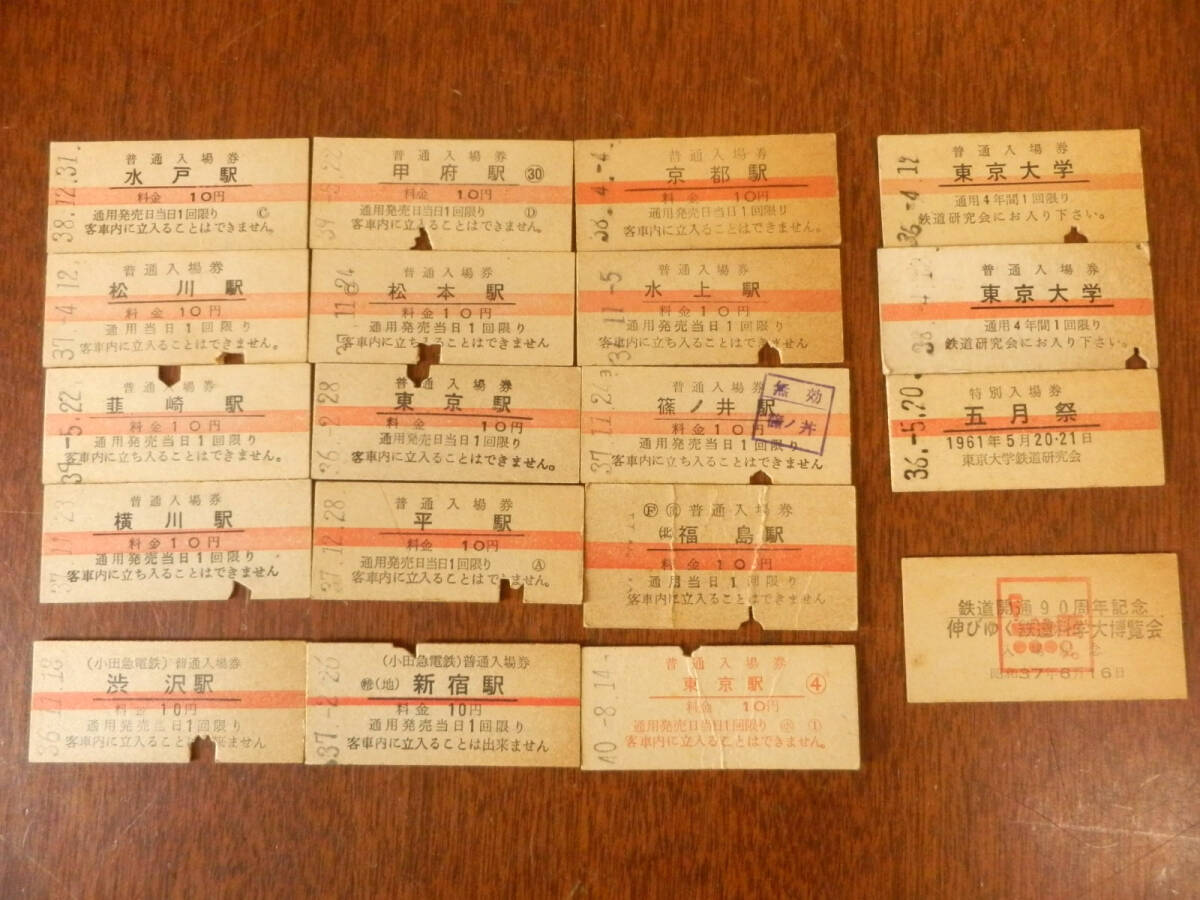 38.12.31.
普通入場券
水戸駅
料金 10円
通用発売日当日1回限り Ⓒ
客車内に立入ることはできません。
普通入場券
甲府駅 ㉚
料金 10円
通用発売日当日1回限り Ⓓ
客車内に立入ることはできません。
普通入場券
京都駅
料金 10円
通用発売日当日1回限り
客車内に立入ることはできません。
36.-4.12
普通入場券
東京大学
通用4年間1回限り
鉄道研究会にお入り下さい。
37.-4.12.
普通入場券
松川駅
料金10円
通用当日1回限り
客車内に立入ることはできません。
普通入場券
松本駅
料金10円
通用発売当日1回限り
客車内に立ち入ることはできません
普通入場券
水上駅
料金10円
通用発売当日1回限り
客車内に立ち入ることはできません
普通入場券
東京大学
通用4年間1回限り
鉄道研究会にお入り下さい。
普通入場券
韮崎駅
料金10円
通用発売当日1回限り
客車内に立ち入ることはできません。
36.-2.28
普通入場券
東京駅
料金 10円
通用発売当日1回限り
客車内に立ち入ることはできません。
37.11.24
普通入場券
篠ノ井駅
料金10円
通用発売当日1回限り
客車内に立ち入ることはできません
無効
篠ノ井
36.-5.20
特別入場券
五月祭
1961年5月20・21日
東京大学鉄道研究会
普通入場券
横川駅
料金10円
通用発売当日1回限り
客車内に立ち入ることはできません
37.12.28
普通入場券
平駅
料金 10円
通用発売日当日1回限り Ⓐ
客車内に立入ることはできません。
普通入場券
福島駅
料金 10円
通用当日1回限り
客車内に立入ることはできません
鉄道開通90周年記念
伸びゆく鉄道科学大博覧会
昭和37年6月16日
36.11.18
(小田急電鉄)普通入場券
渋沢駅
料金10円
通用発売当日1回限り
客車内に立入ることは出来ません
37.-2.26
(小田急電鉄)普通入場券
(地)新宿駅
料金10円
通用発売当日1回限り
客車内に立入ることは出来ません
40.-8.14
普通入場券
東京駅 ④
料金 10円
通用発売日当日1回限り
客車内に立入ることはできません。